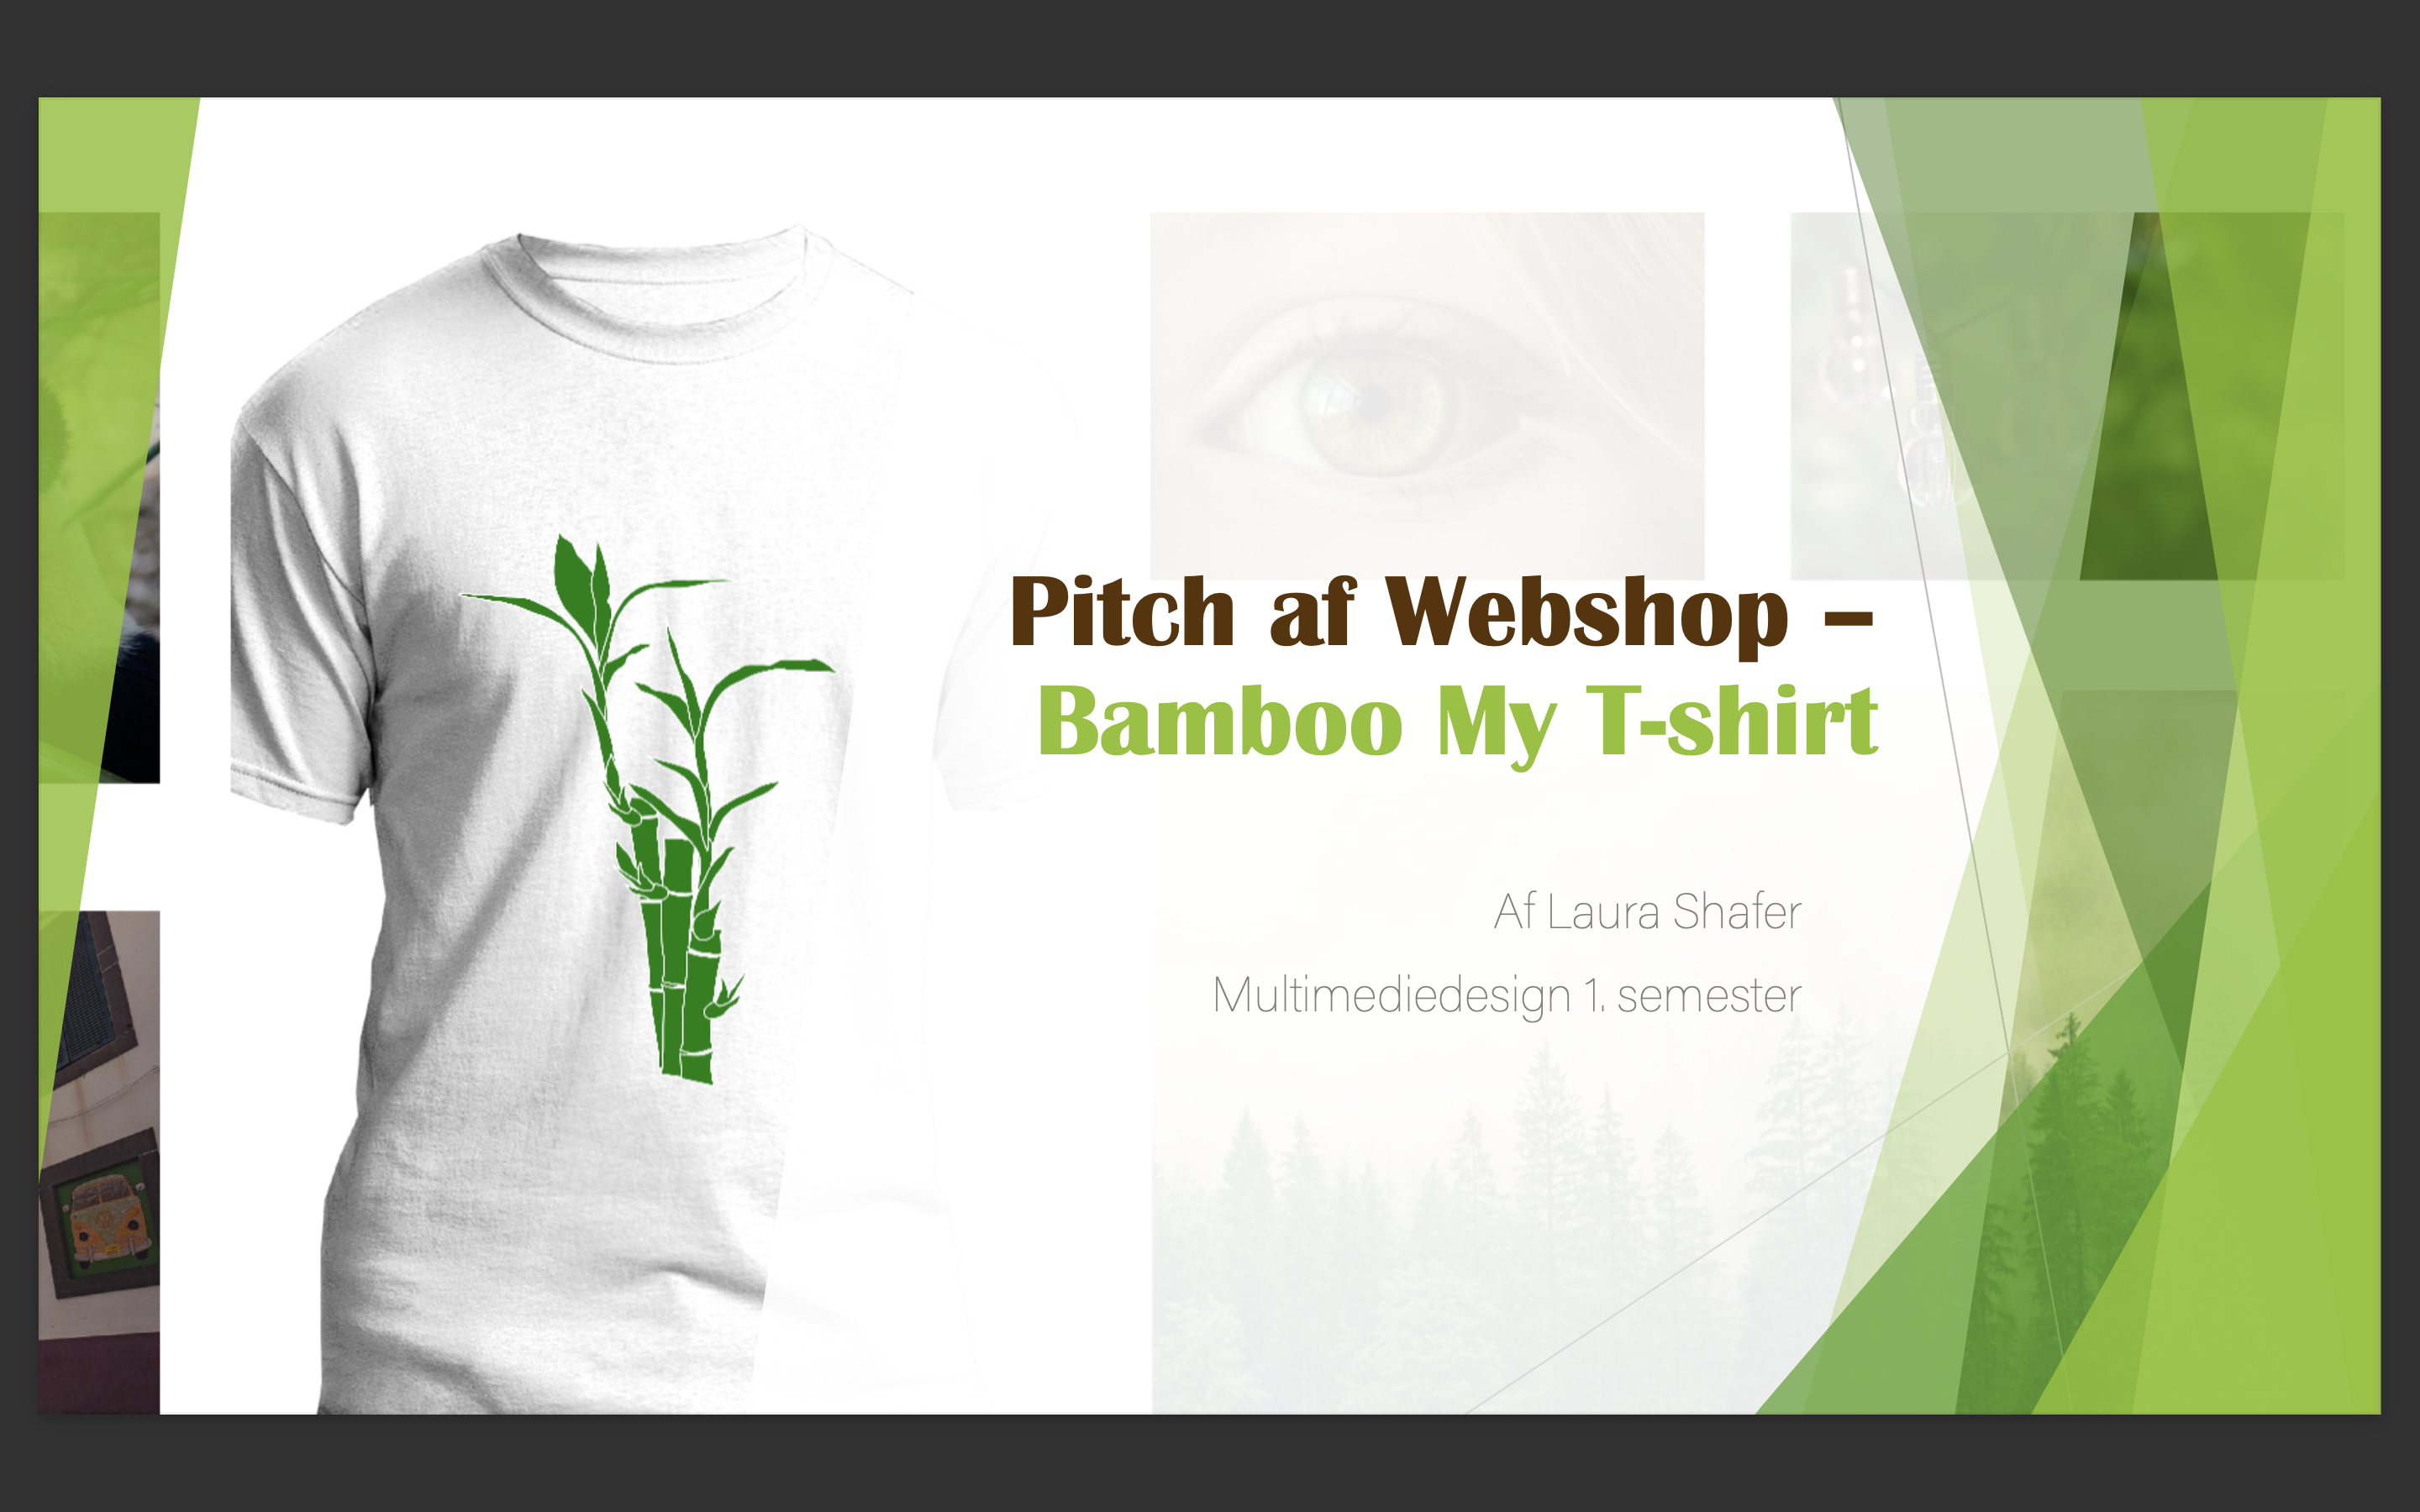 Pitch af Webshop –
Bamboo My T-shirt
Af Laura Shafer
Multimediedesign 1. semester